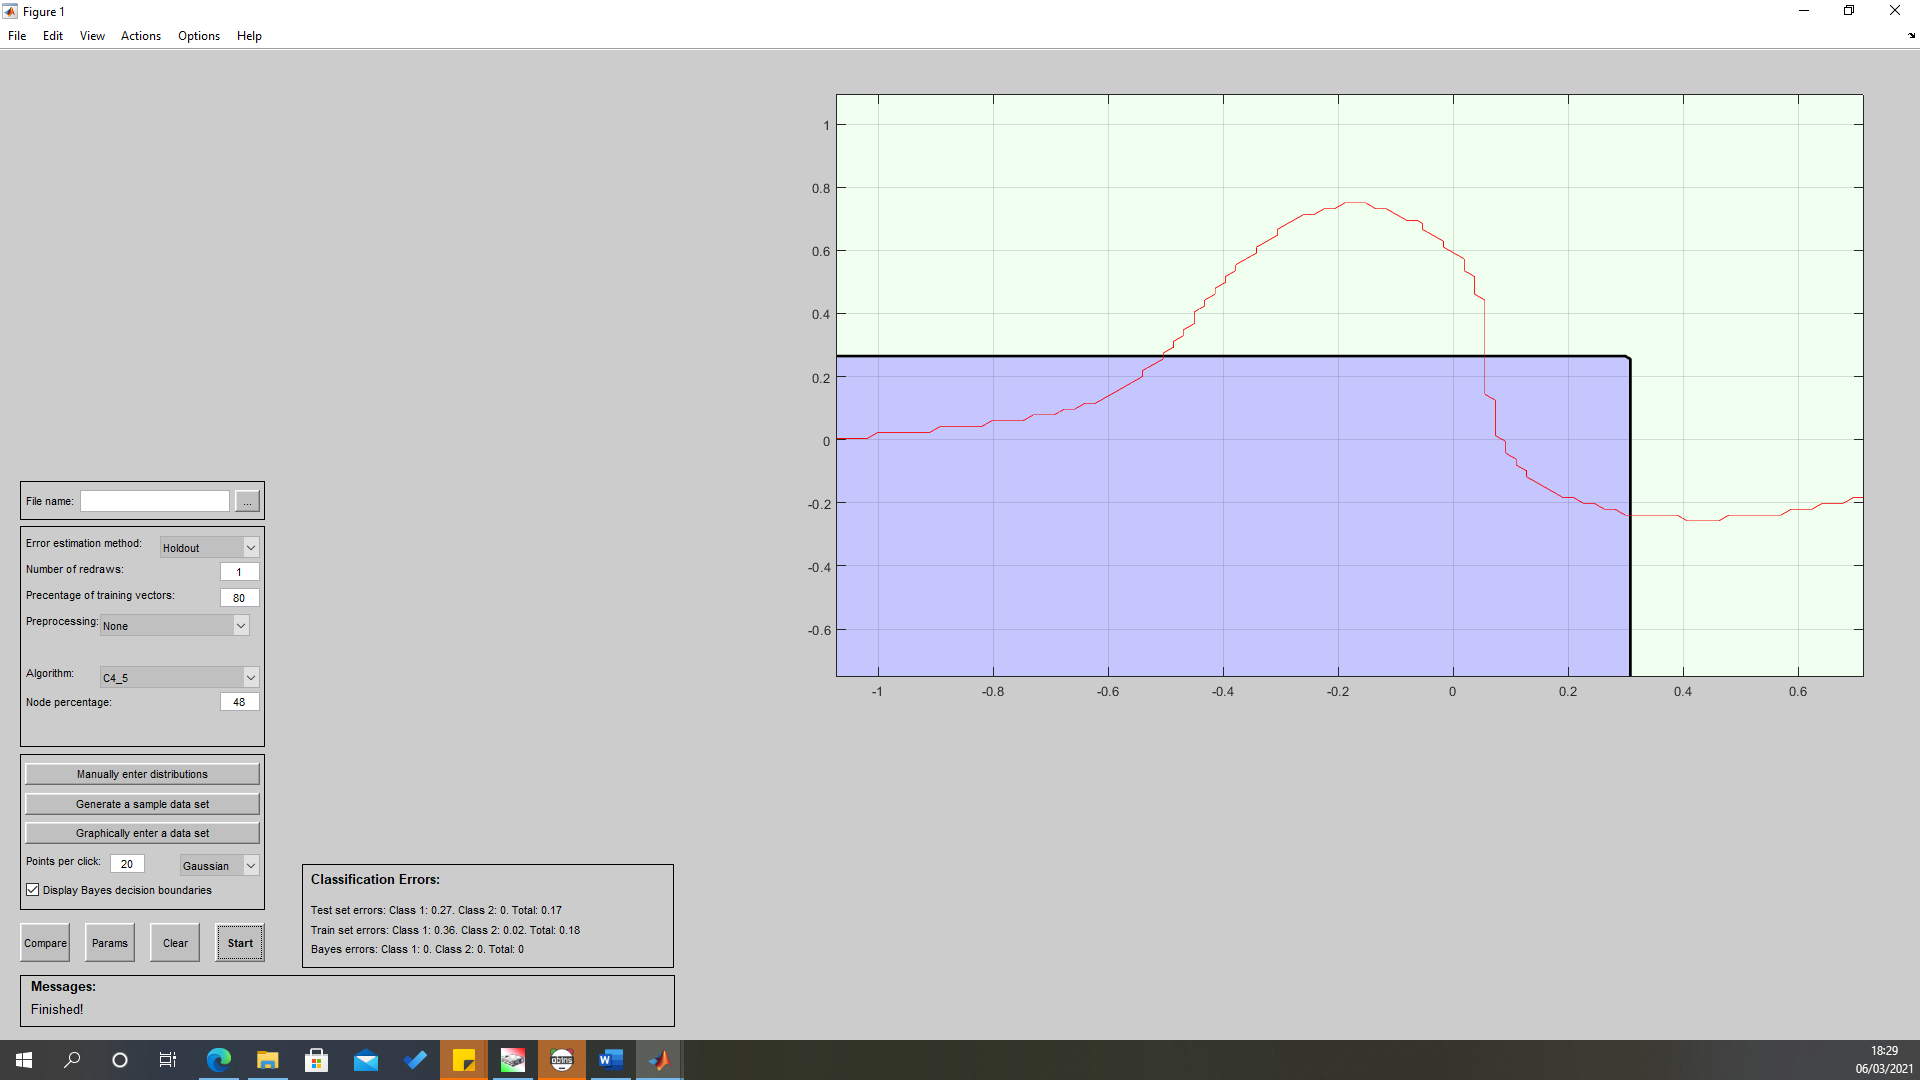 Figure 1
File Edit View Actions Options Help
1
0.8
0.6
0.4
0.2
0
-0.2
-0.4
-0.6
-1 -0.8 -0.6 -0.4 -0.2 0 0.2 0.4 0.6
File name: ...
Error estimation method: Holdout
Number of redraws: 1
Precentage of training vectors: 80
Preprocessing: None
Algorithm: C4_5
Node percentage: 48
Manually enter distributions
Generate a sample data set
Graphically enter a data set
Points per click: 20 Gaussian
Display Bayes decision boundaries
Compare Params Clear Start
Classification Errors:
Test set errors: Class 1: 0.27. Class 2: 0. Total: 0.17
Train set errors: Class 1: 0.36. Class 2: 0.02. Total: 0.18
Bayes errors: Class 1: 0. Class 2: 0. Total: 0
Messages:
Finished!
obins
W
18:29
06/03/2021